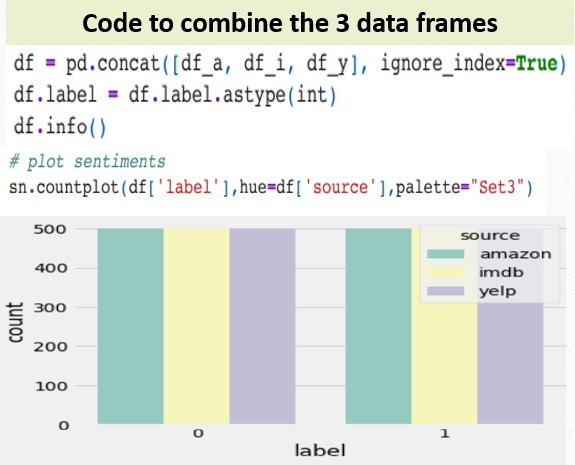 Code to combine the 3 data frames
df = pd.concat([df_a, df_i, df_y], ignore_index=True)
df.label = df.label.astype(int)
df.info()
# plot sentiments
sn.countplot(df['label'],hue=df['source'],palette="Set3")
500
400
300
200
100
0
count
source
amazon
imdb
yelp
0
1
label